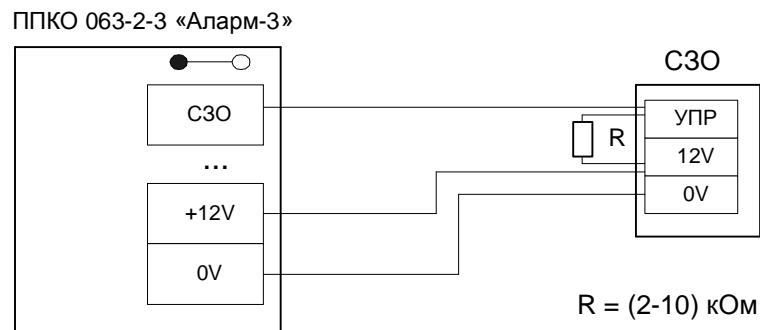 ППКО 063-2-3 «Аларм-3»
СЗО
СЗО
УПР
R
12V
...
+12V
0V
0V
R = (2-10) кОм